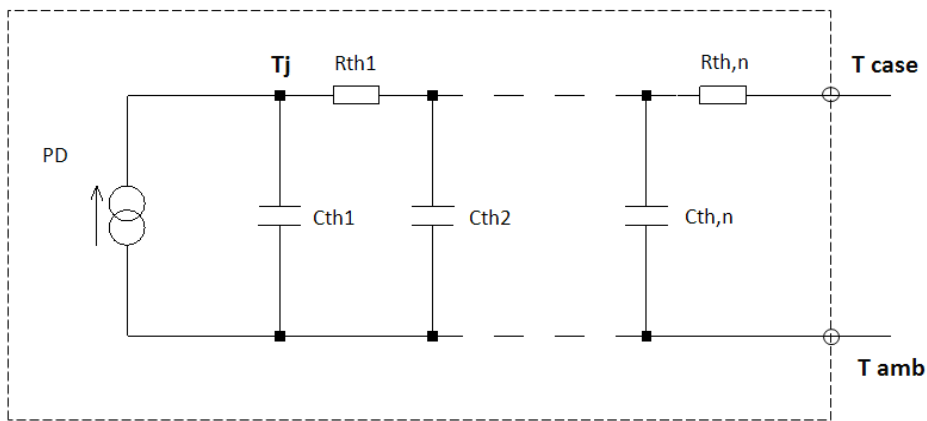 Tj
Rth1
Rth,n
T case
PD
Cth1
Cth2
Cth,n
T amb